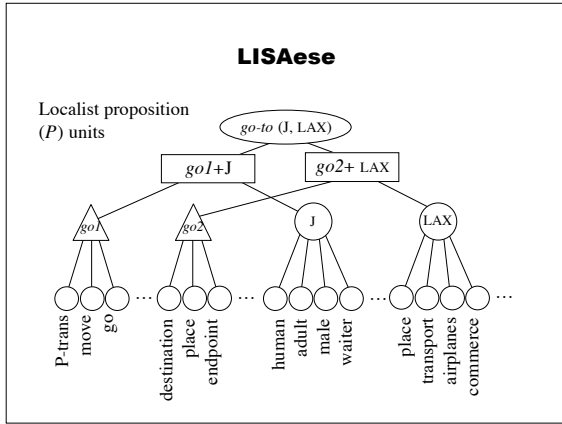 LISAese
Localist proposition
(P) units
go-to (J, LAX)
go1+J
go2+ LAX
go1
go2
J
LAX
... ... ... ...
P-trans
move
go
destination
place
endpoint
human
adult
male
waiter
place
transport
airplanes
commerce